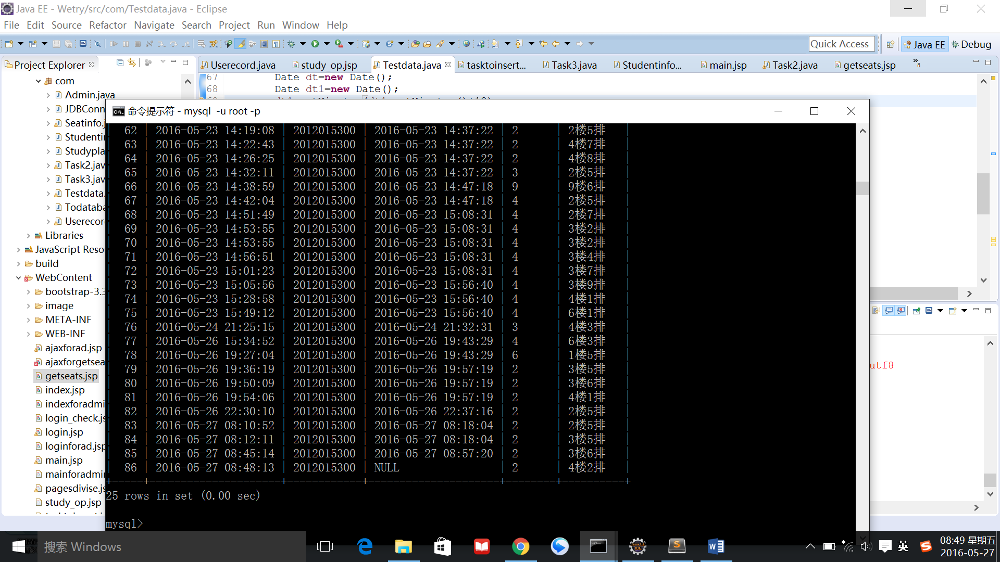 Java EE - Wetry/src/com/Testdata.java - Eclipse
File Edit Source Refactor Navigate Search Project Run Window Help
Quick Access
Java EE
Debug
Project Explorer
Userecord.java
study_op.jsp
Testdata.java
tasktoinsert...
Task3.java
Studentinfo...
main.jsp
Task2.java
getseats.jsp
8
com
Admin.java
JDBConn
Seatinfo.j
Studentin
Studypla
Task2.jav
Task3.jav
Testdata.
Todataba
Userecor
Libraries
JavaScript Reso
build
WebContent
bootstrap-3.3
image
META-INF
WEB-INF
ajaxforad.jsp
ajaxforgetsea
getseats.jsp
index.jsp
indexforadmi
login_check.js
login.jsp
loginforad.jsp
main.jsp
mainforadmin
pagesdivise.js
study_op.jsp
67 Date dt=new Date();
68 Date dt1=new Date();
命令提示符 - mysql -u root -p
| 62 | 2016-05-23 14:19:08 | 2012015300 | 2016-05-23 14:37:22 | 2 | 2楼5排 |
| 63 | 2016-05-23 14:22:43 | 2012015300 | 2016-05-23 14:37:22 | 2 | 4楼7排 |
| 64 | 2016-05-23 14:26:25 | 2012015300 | 2016-05-23 14:37:22 | 2 | 4楼8排 |
| 65 | 2016-05-23 14:32:11 | 2012015300 | 2016-05-23 14:37:22 | 3 | 2楼5排 |
| 66 | 2016-05-23 14:38:59 | 2012015300 | 2016-05-23 14:47:18 | 9 | 9楼6排 |
| 67 | 2016-05-23 14:42:04 | 2012015300 | 2016-05-23 14:47:18 | 4 | 2楼5排 |
| 68 | 2016-05-23 14:51:49 | 2012015300 | 2016-05-23 15:08:31 | 4 | 2楼7排 |
| 69 | 2016-05-23 14:53:55 | 2012015300 | 2016-05-23 15:08:31 | 4 | 3楼2排 |
| 70 | 2016-05-23 14:53:55 | 2012015300 | 2016-05-23 15:08:31 | 4 | 3楼2排 |
| 71 | 2016-05-23 14:56:51 | 2012015300 | 2016-05-23 15:08:31 | 4 | 3楼4排 |
| 72 | 2016-05-23 15:01:23 | 2012015300 | 2016-05-23 15:08:31 | 4 | 3楼7排 |
| 73 | 2016-05-23 15:05:56 | 2012015300 | 2016-05-23 15:56:40 | 4 | 3楼9排 |
| 74 | 2016-05-23 15:28:58 | 2012015300 | 2016-05-23 15:56:40 | 4 | 4楼1排 |
| 75 | 2016-05-23 15:49:12 | 2012015300 | 2016-05-23 15:56:40 | 4 | 6楼1排 |
| 76 | 2016-05-24 21:25:15 | 2012015300 | 2016-05-24 21:32:31 | 3 | 4楼3排 |
| 77 | 2016-05-26 15:34:52 | 2012015300 | 2016-05-26 19:43:29 | 4 | 6楼3排 |
| 78 | 2016-05-26 19:27:04 | 2012015300 | 2016-05-26 19:43:29 | 6 | 1楼5排 |
| 79 | 2016-05-26 19:36:19 | 2012015300 | 2016-05-26 19:57:19 | 2 | 3楼5排 |
| 80 | 2016-05-26 19:50:09 | 2012015300 | 2016-05-26 19:57:19 | 2 | 3楼6排 |
| 81 | 2016-05-26 19:54:06 | 2012015300 | 2016-05-26 19:57:19 | 2 | 4楼1排 |
| 82 | 2016-05-26 22:30:10 | 2012015300 | 2016-05-26 22:37:16 | 2 | 2楼5排 |
| 83 | 2016-05-27 08:10:52 | 2012015300 | 2016-05-27 08:18:04 | 2 | 2楼5排 |
| 84 | 2016-05-27 08:12:11 | 2012015300 | 2016-05-27 08:18:04 | 2 | 3楼5排 |
| 85 | 2016-05-27 08:45:14 | 2012015300 | 2016-05-27 08:57:20 | 2 | 3楼6排 |
| 86 | 2016-05-27 08:48:13 | 2012015300 | NULL | 2 | 4楼2排 |
25 rows in set (0.00 sec)
mysql>
utf8
搜索 Windows
英
08:49 星期五
2016-05-27